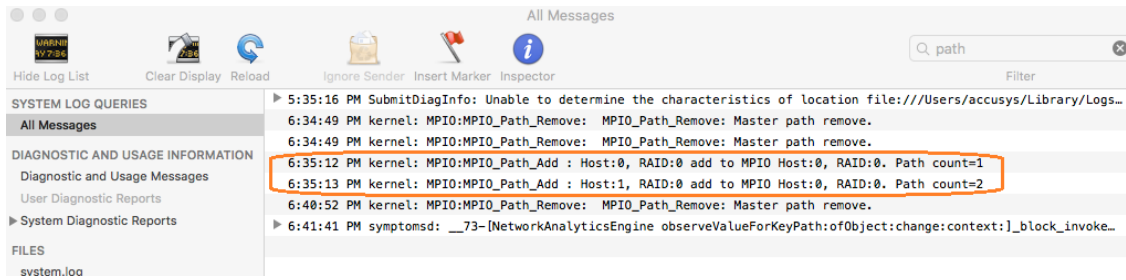 All Messages
WARNIN
AY 7:36
7:36
Hide Log List
Clear Display
Reload
Ignore Sender
Insert Marker
Inspector
path
Filter
SYSTEM LOG QUERIES
All Messages
DIAGNOSTIC AND USAGE INFORMATION
Diagnostic and Usage Messages
User Diagnostic Reports
System Diagnostic Reports
FILES
system.log
5:35:16 PM SubmitDiagInfo: Unable to determine the characteristics of location file:///Users/accusys/Library/Logs…
6:34:49 PM kernel: MPIO:MPIO_Path_Remove:  MPIO_Path_Remove: Master path remove.
6:34:49 PM kernel: MPIO:MPIO_Path_Remove:  MPIO_Path_Remove: Master path remove.
6:35:12 PM kernel: MPIO:MPIO_Path_Add : Host:0, RAID:0 add to MPIO Host:0, RAID:0. Path count=1
6:35:13 PM kernel: MPIO:MPIO_Path_Add : Host:1, RAID:0 add to MPIO Host:0, RAID:0. Path count=2
6:40:52 PM kernel: MPIO:MPIO_Path_Remove:  MPIO_Path_Remove: Master path remove.
6:41:41 PM symptomsd: __73-[NetworkAnalyticsEngine observeValueForKeyPath:ofObject:change:context:]_block_invoke…